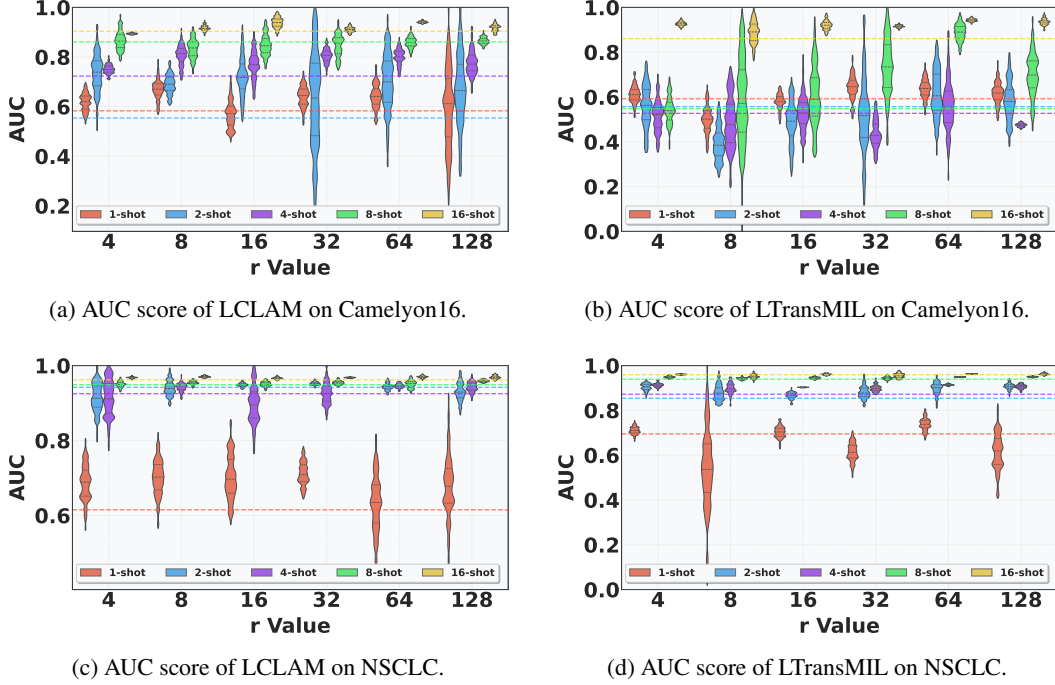 1.0
0.8
0.6
0.4
0.2
AUC
1-shot 2-shot 4-shot 8-shot 16-shot
4 8 16 32 64 128
r Value
(a) AUC score of LCLAM on Camelyon16.
1.0
0.8
0.6
0.4
0.2
0.0
AUC
1-shot 2-shot 4-shot 8-shot 16-shot
4 8 16 32 64 128
r Value
(b) AUC score of LTransMIL on Camelyon16.
1.0
0.9
0.8
0.6
AUC
1-shot 2-shot 4-shot 8-shot 16-shot
4 8 16 32 64 128
r Value
(c) AUC score of LCLAM on NSCLC.
1.0
0.8
0.6
0.4
0.2
0.0
AUC
1-shot 2-shot 4-shot 8-shot 16-shot
4 8 16 32 64 128
r Value
(d) AUC score of LTransMIL on NSCLC.